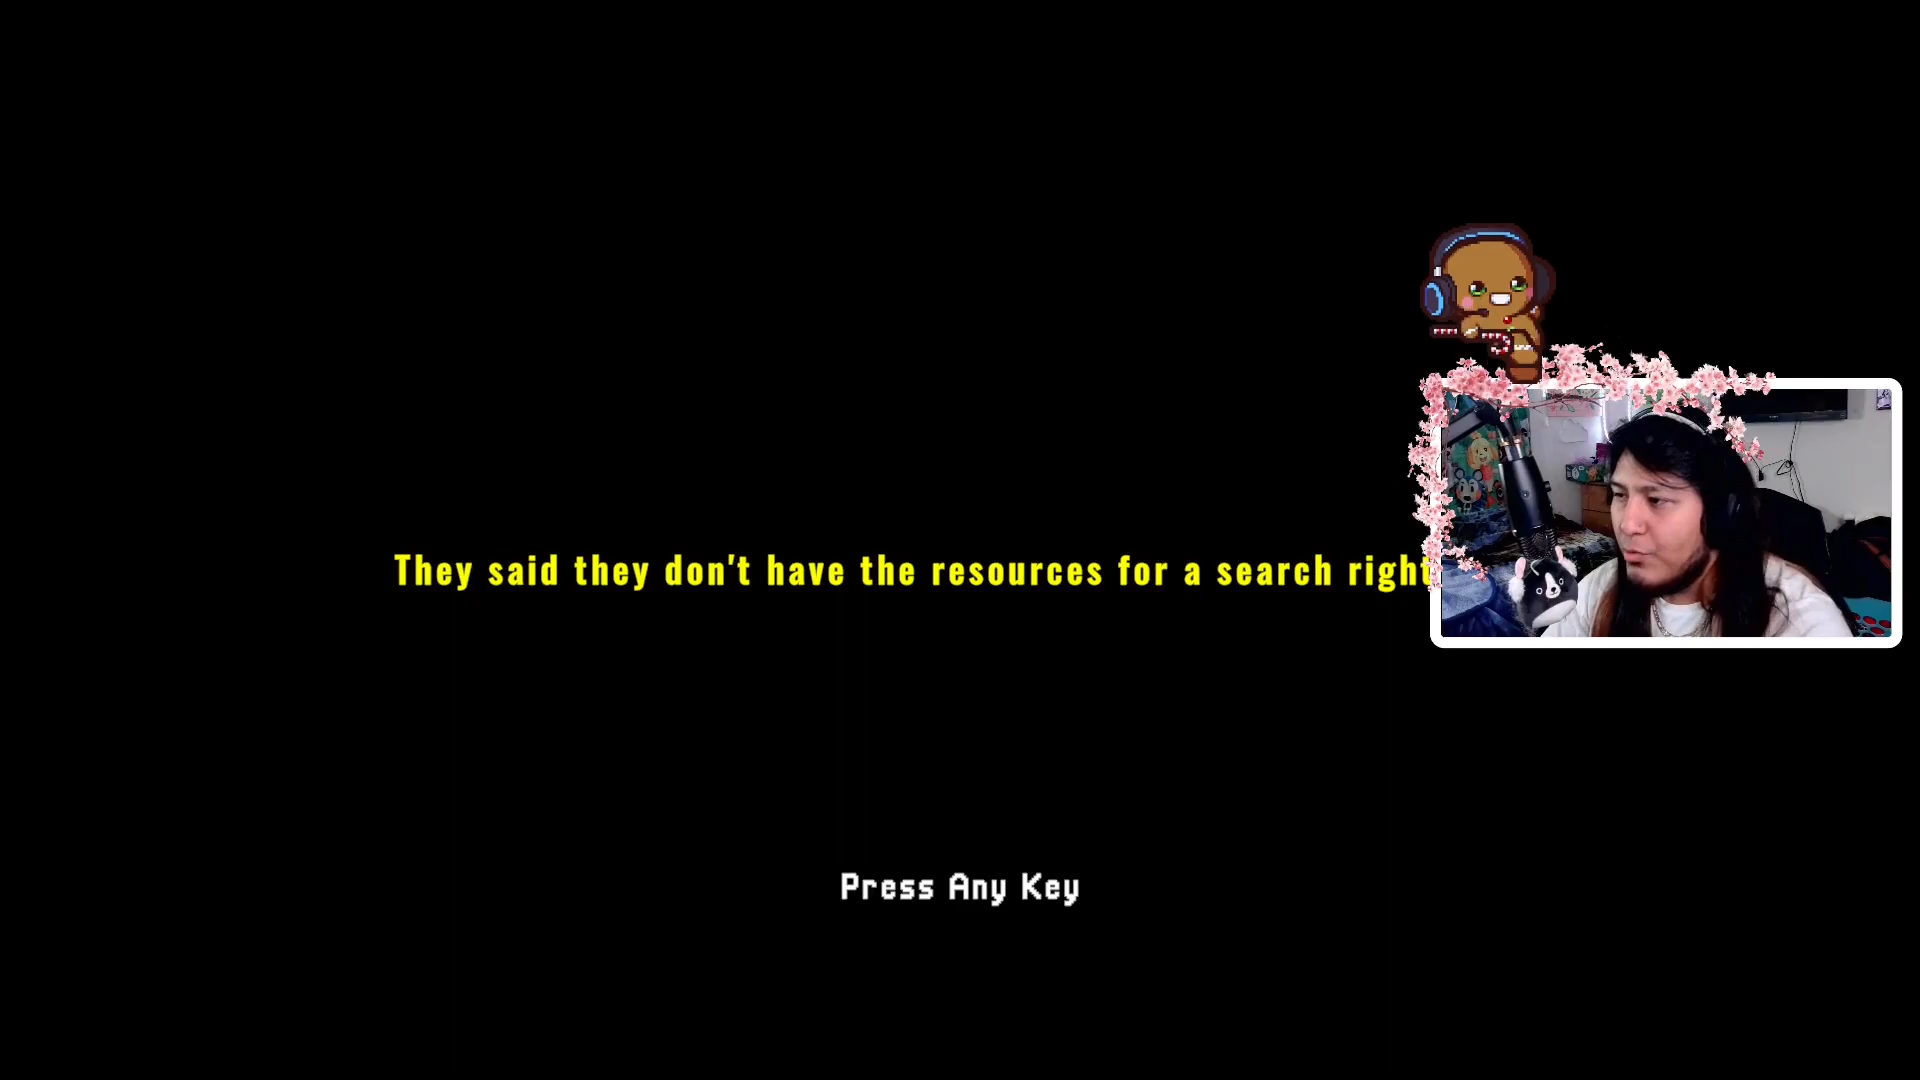 They said they don't have the resources for a search right
Press Any Key